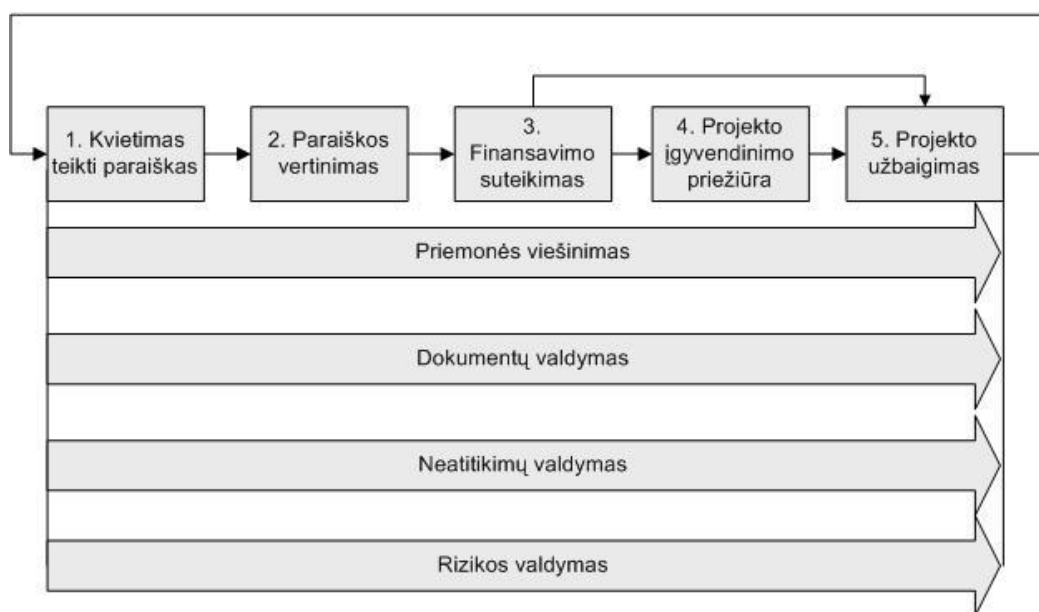 1. Kvietimas
teikti paraiškas
2. Paraiškos
vertinimas
3.
Finansavimo
suteikimas
4. Projekto
įgyvendinimo
priežiūra
5. Projekto
užbaigimas
Priemonės viešinimas
Dokumentų valdymas
Neatitikimų valdymas
Rizikos valdymas